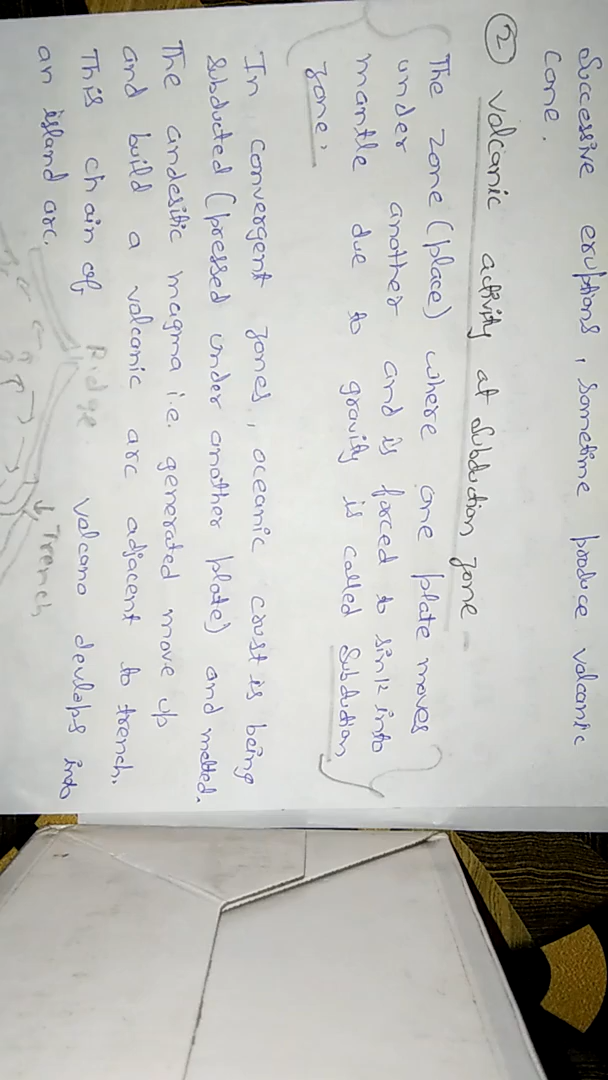 Successive eruptions, sometime produce volcanic
cone.
② Volcanic activity at Subduction zone -
The zone (place) where one plate moves
under another and is forced to sink into
mantle due to gravity is called Subduction
zone.
In convergent zones, oceanic crust is being
subducted (pressed under another plate) and melted.
The andesitic magma i.e. generated move up
and build a volcanic arc adjacent to trench.
This chain of volcano devlops into
an island arc.
Ridge
Trench